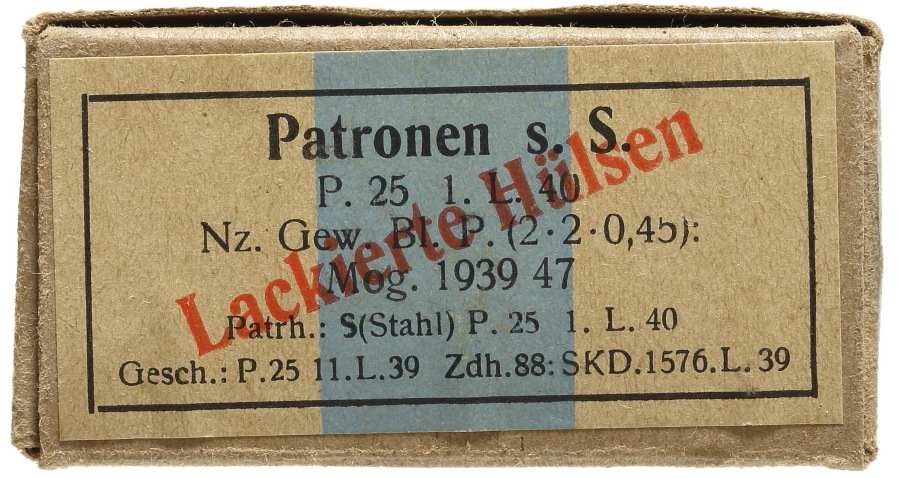 Patronen s. S.
P. 25 1. L. 40
Nz. Gew. Bl. P. (2·2·0,45):
Mog. 1939 47
Patrh.: S(Stahl) P. 25 1. L. 40
Gesch.: P.25 11.L.39 Zdh.88: SKD.1576.L.39
Lackierte Hülsen